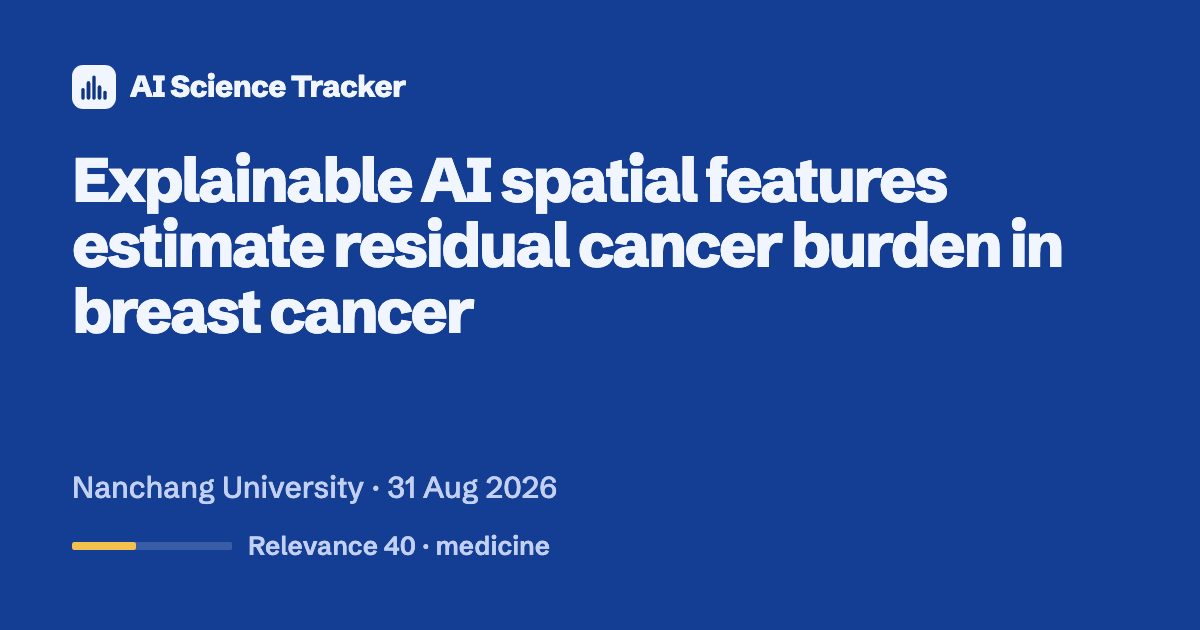 AI Science Tracker
Explainable AI spatial features
estimate residual cancer burden in
breast cancer
Nanchang University · 31 Aug 2026
Relevance 40 · medicine